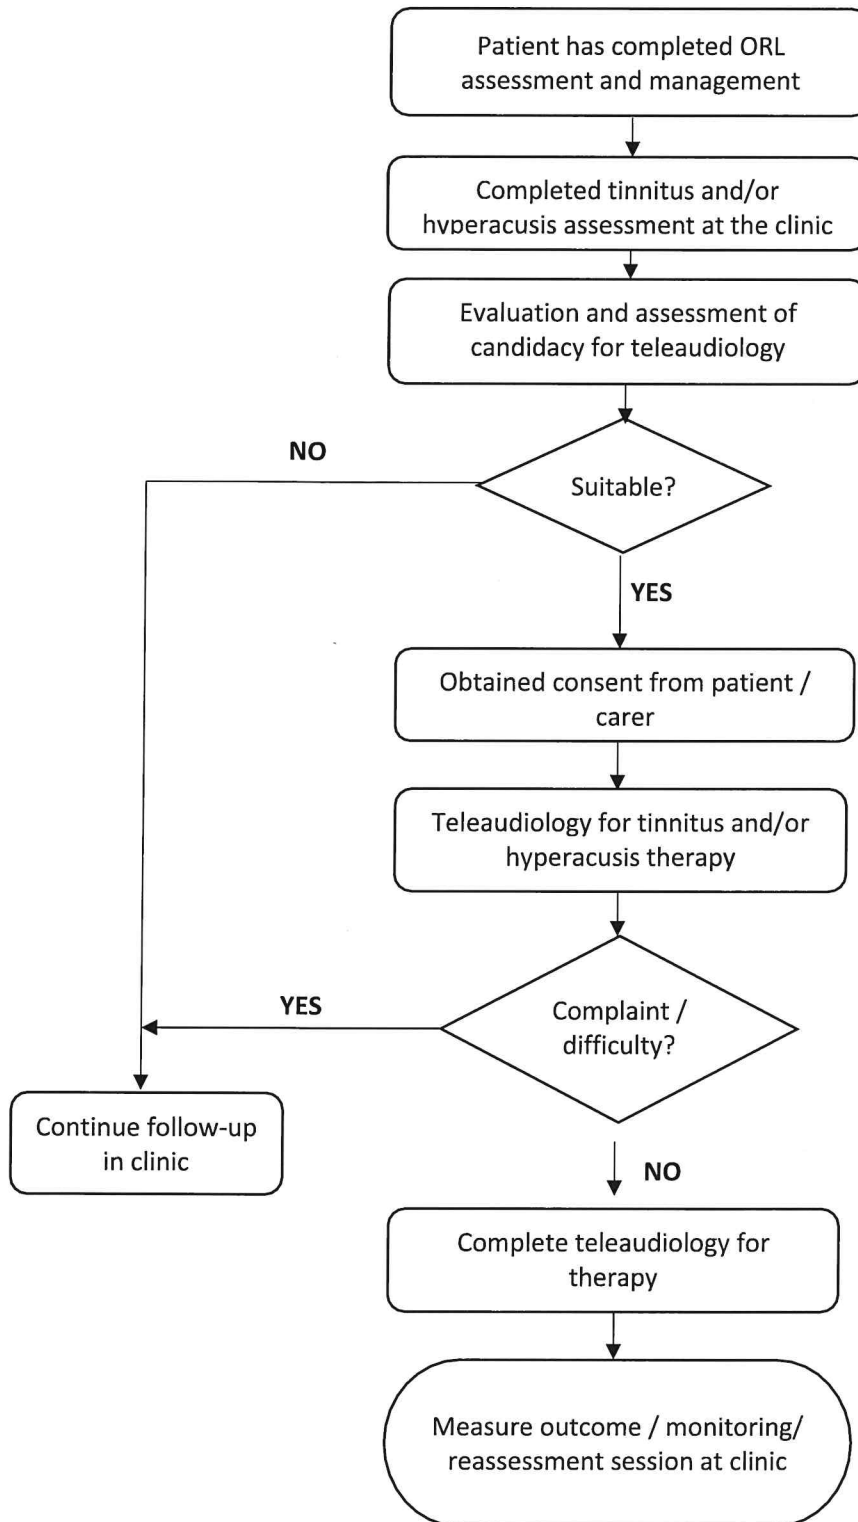 Patient has completed ORL
assessment and management
Completed tinnitus and/or
hyperacusis assessment at the clinic
Evaluation and assessment of
candidacy for teleaudiology
NO
Suitable?
YES
Obtained consent from patient /
carer
Teleaudiology for tinnitus and/or
hyperacusis therapy
YES
Complaint /
difficulty?
Continue follow-up
in clinic
NO
Complete teleaudiology for
therapy
Measure outcome / monitoring/
reassessment session at clinic